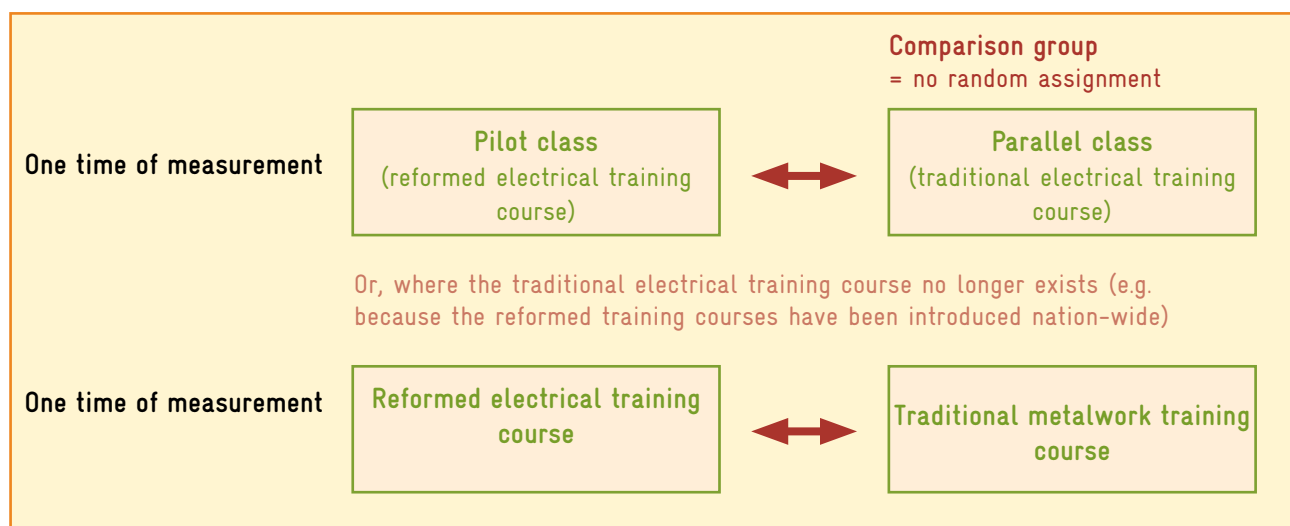 Comparison group
= no random assignment
One time of measurement
Pilot class
(reformed electrical training
course)
Parallel class
(traditional electrical training
course)
Or, where the traditional electrical training course no longer exists (e.g.
because the reformed training courses have been introduced nation-wide)
One time of measurement
Reformed electrical training
course
Traditional metalwork training
course